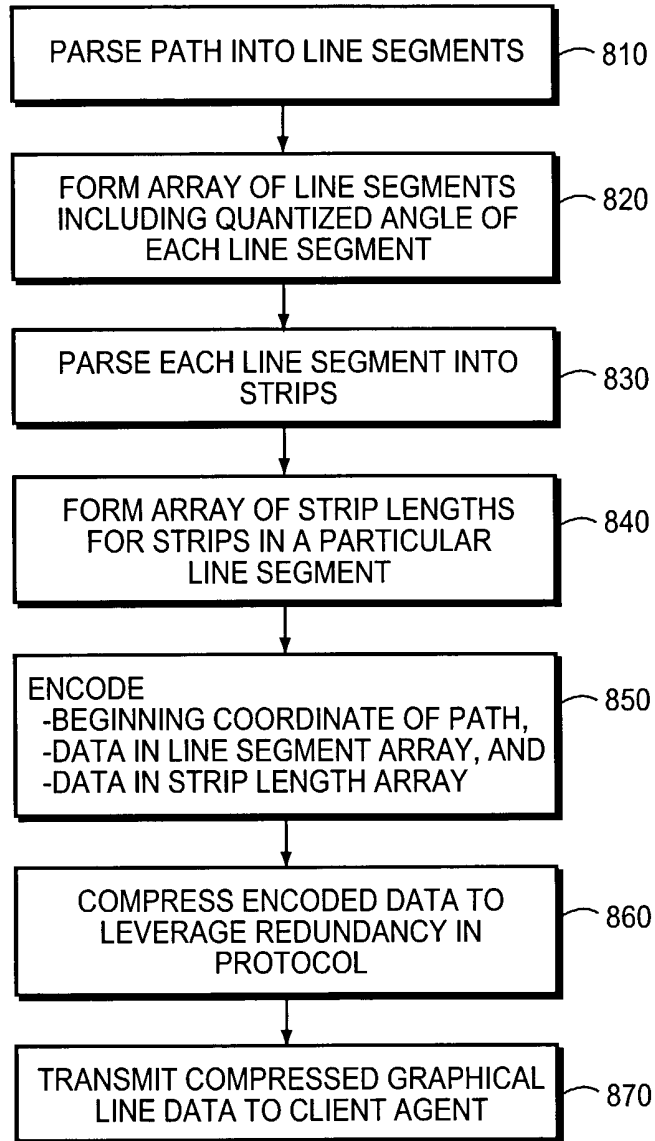 PARSE PATH INTO LINE SEGMENTS
810
FORM ARRAY OF LINE SEGMENTS
INCLUDING QUANTIZED ANGLE OF
EACH LINE SEGMENT
820
PARSE EACH LINE SEGMENT INTO
STRIPS
830
FORM ARRAY OF STRIP LENGTHS
FOR STRIPS IN A PARTICULAR
LINE SEGMENT
840
ENCODE
-BEGINNING COORDINATE OF PATH,
-DATA IN LINE SEGMENT ARRAY, AND
-DATA IN STRIP LENGTH ARRAY
850
COMPRESS ENCODED DATA TO
LEVERAGE REDUNDANCY IN
PROTOCOL
860
TRANSMIT COMPRESSED GRAPHICAL
LINE DATA TO CLIENT AGENT
870